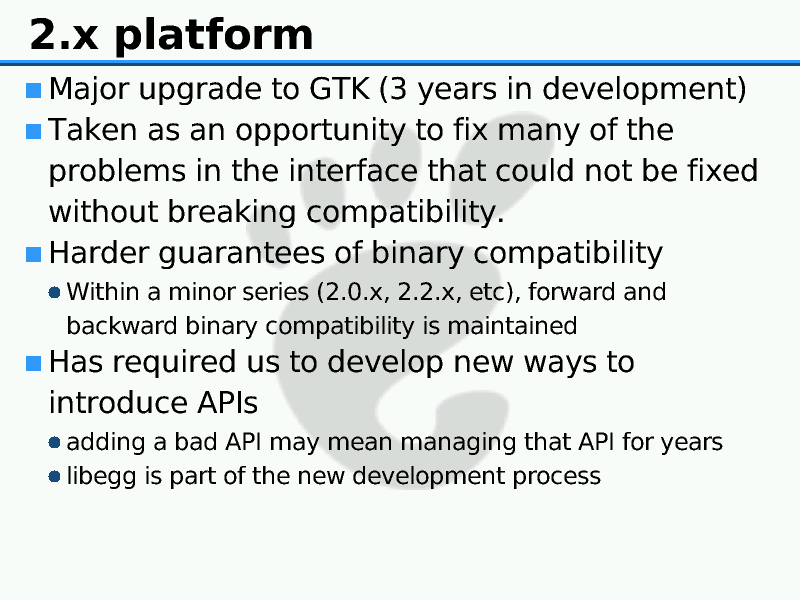 2.x platform
Major upgrade to GTK (3 years in development)
Taken as an opportunity to fix many of the
problems in the interface that could not be fixed
without breaking compatibility.
Harder guarantees of binary compatibility
Within a minor series (2.0.x, 2.2.x, etc), forward and
backward binary compatibility is maintained
Has required us to develop new ways to
introduce APIs
adding a bad API may mean managing that API for years
libegg is part of the new development process